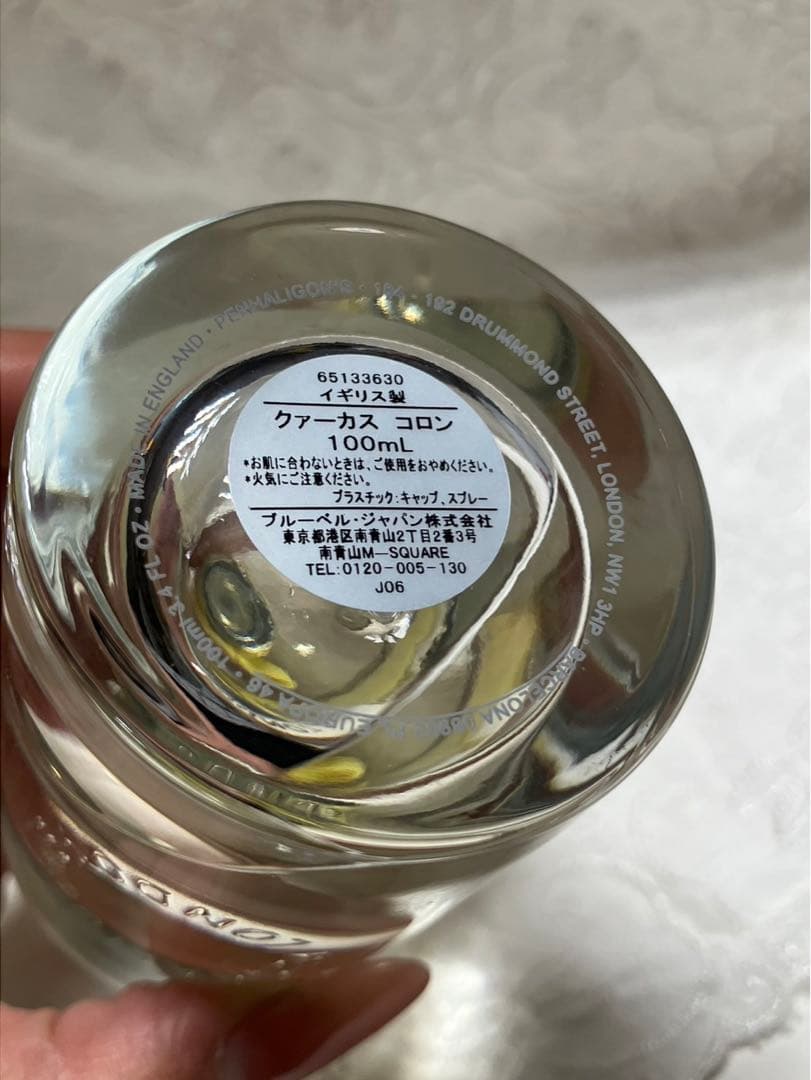 65133630
イギリス製
クァーカス コロン
100mL
*お肌に合わないときは、ご使用をおやめください。
*火気にご注意ください。
プラスチック:キャップ、スプレー
ブルーベル・ジャパン株式会社
東京都港区南青山2丁目2番3号
南青山M―SQUARE
TEL:0120-005-130
J06
MADE IN ENGLAND • PENHALIGON'S • 184 - 192 DRUMMOND STREET, LONDON, NW1 3HP • BARCELONA PL. EUROPA 46 • 100ml 3.4 FL OZ •
LONDON